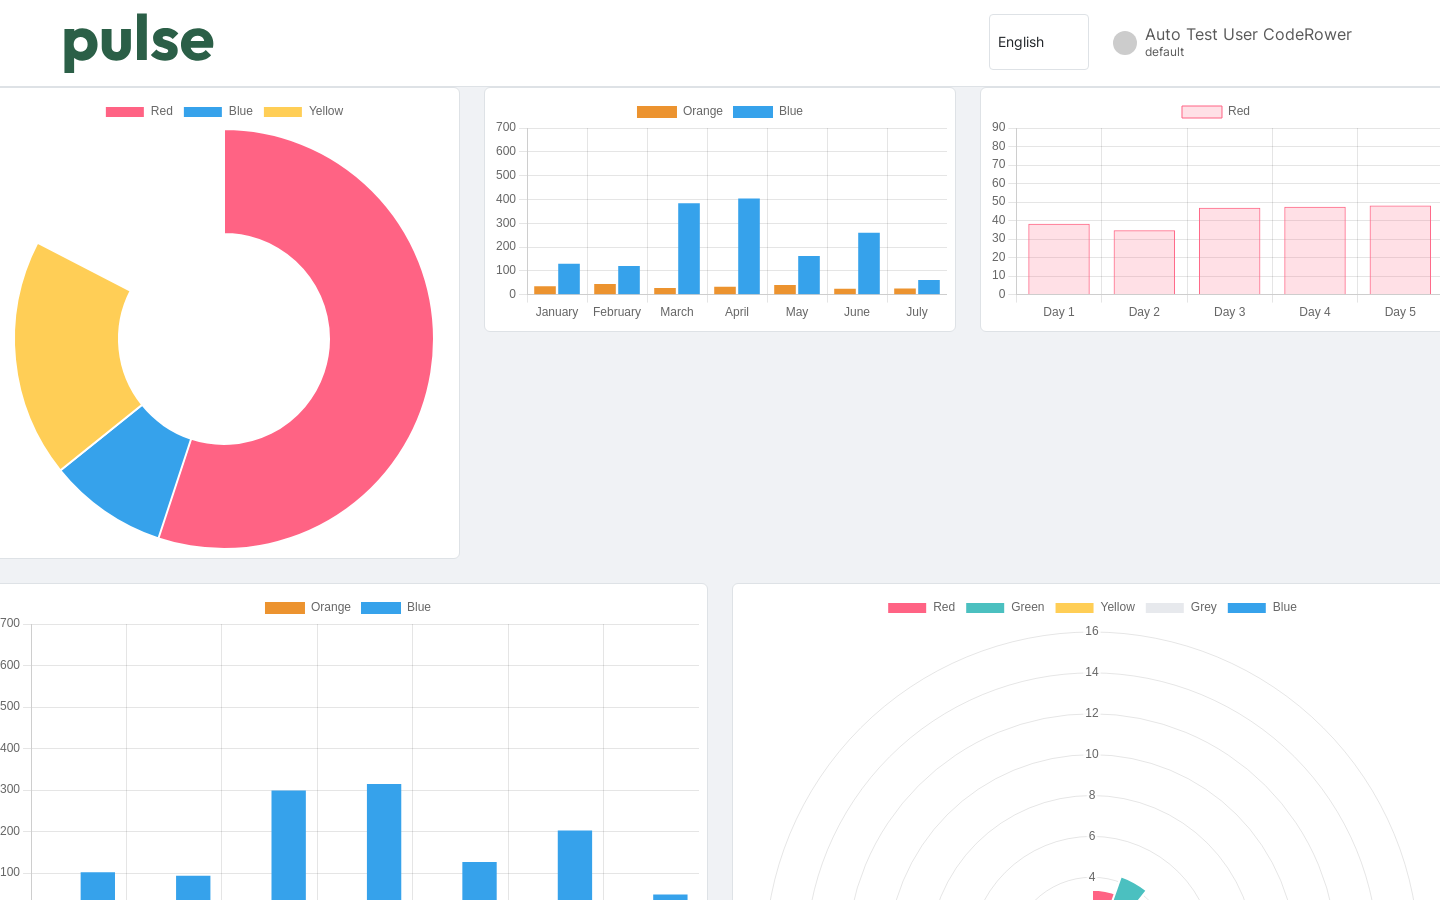 pulse
English
Auto Test User CodeRower
default
Red Blue Yellow
Orange Blue
700
600
500
400
300
200
100
0
January February March April May June July
Red
90
80
70
60
50
40
30
20
10
0
Day 1 Day 2 Day 3 Day 4 Day 5
Orange Blue
700
600
500
400
300
200
100
Red Green Yellow Grey Blue
16
14
12
10
8
6
4